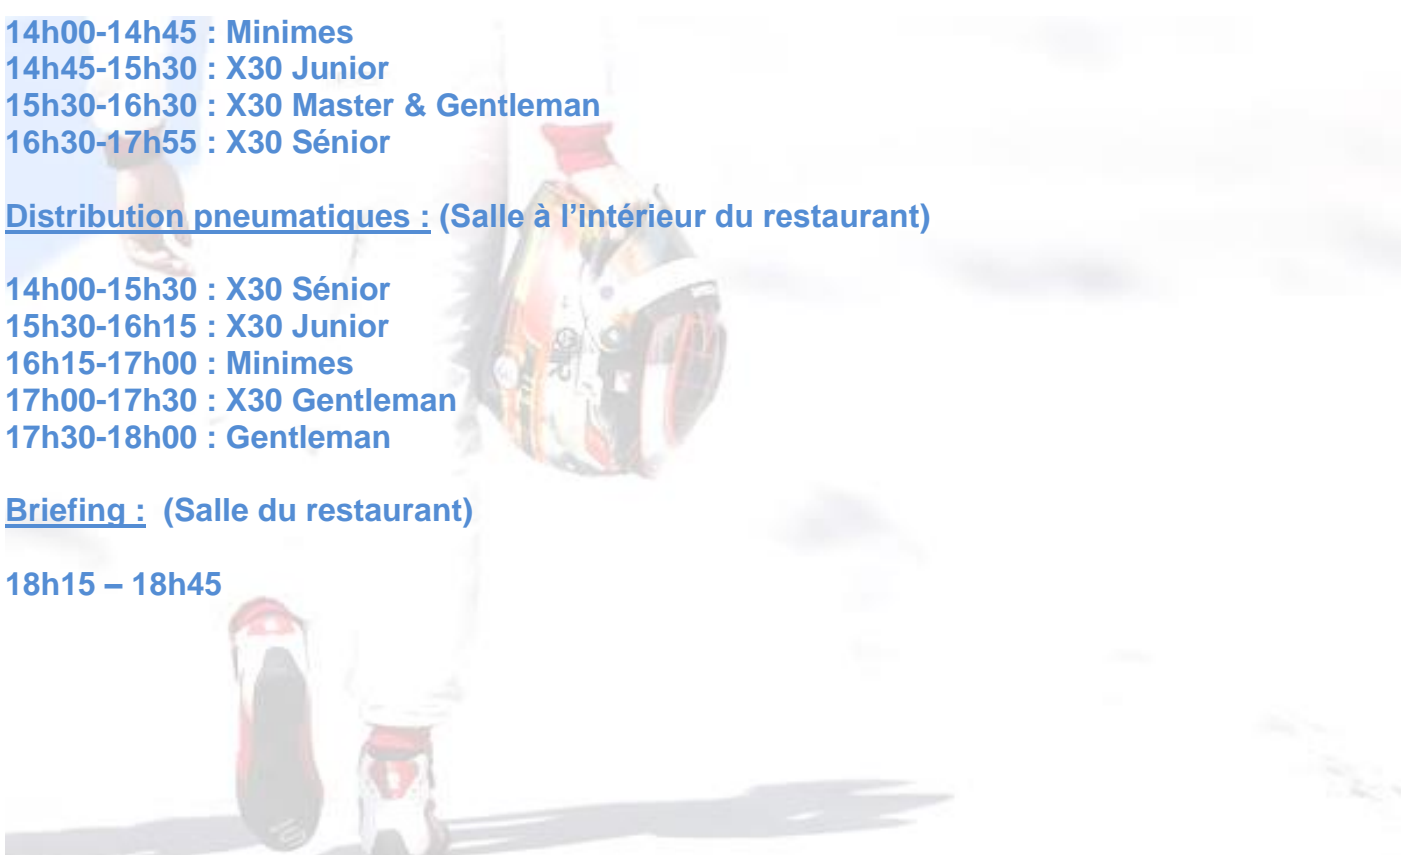 14h00-14h45 : Minimes
14h45-15h30 : X30 Junior
15h30-16h30 : X30 Master & Gentleman
16h30-17h55 : X30 Sénior
Distribution pneumatiques : (Salle à l’intérieur du restaurant)
14h00-15h30 : X30 Sénior
15h30-16h15 : X30 Junior
16h15-17h00 : Minimes
17h00-17h30 : X30 Gentleman
17h30-18h00 : Gentleman
Briefing :  (Salle du restaurant)
18h15 – 18h45